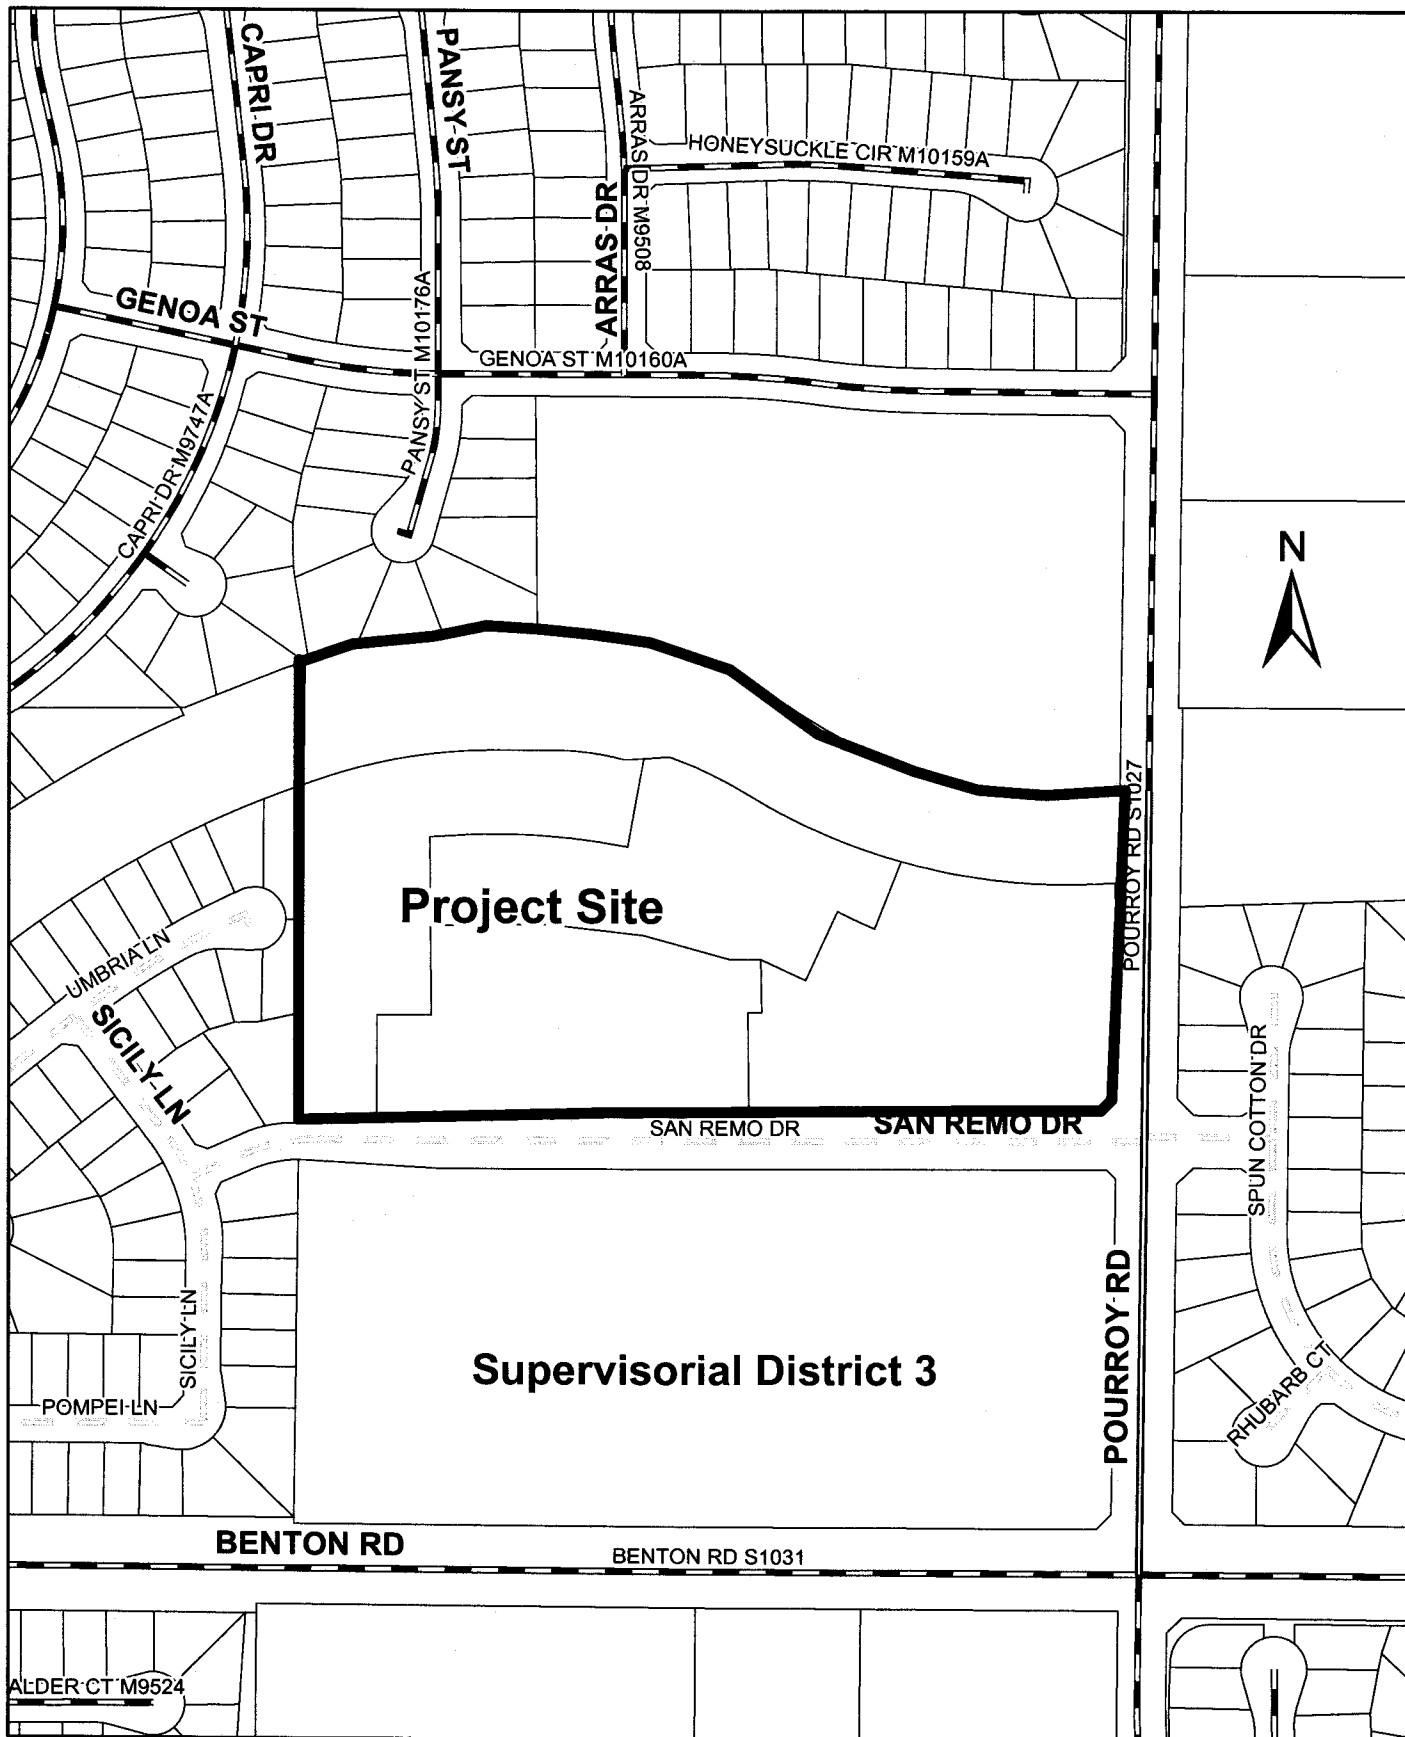 CAPRI DR
PANSY ST
ARRAS DR M9508
HONEYSUCKLE CIR M10159A
ARRAS DR
GENOA ST
PANSY ST M10176A
GENOA ST M10160A
CAPRI DR M9747A
N
POURROY RD S1027
Project Site
UMBRIA LN
SICILY LN
SAN REMO DR
SAN REMO DR
SPUN COTTON DR
SICILY LN
POURROY RD
Supervisorial District 3
RHUBARB CT
POMPEI LN
BENTON RD
BENTON RD S1031
ALDER CT M9524